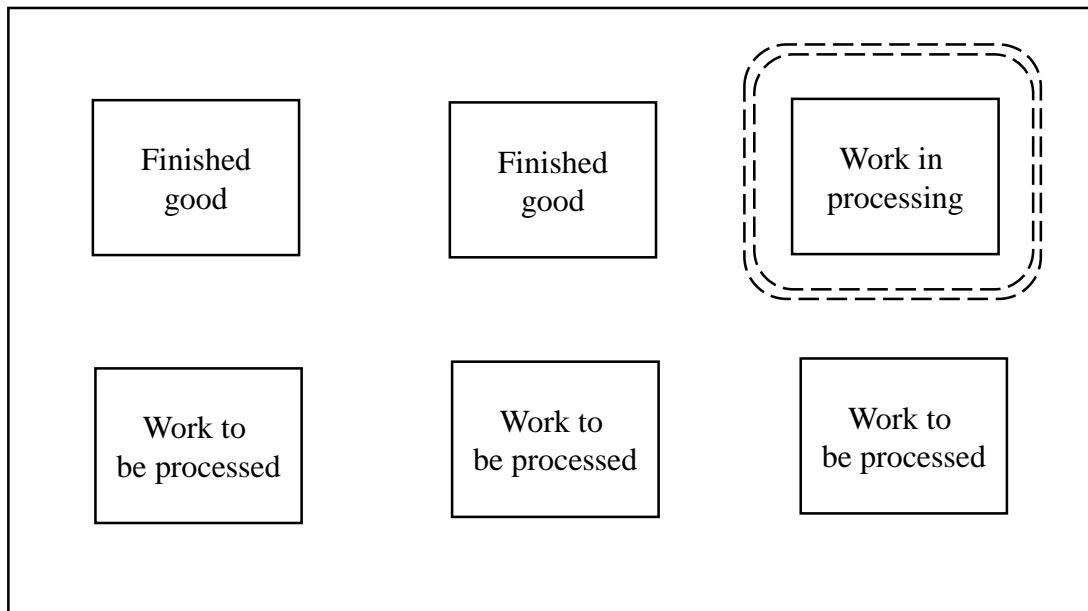 Finished
good
Finished
good
Work in
processing
Work to
be processed
Work to
be processed
Work to
be processed